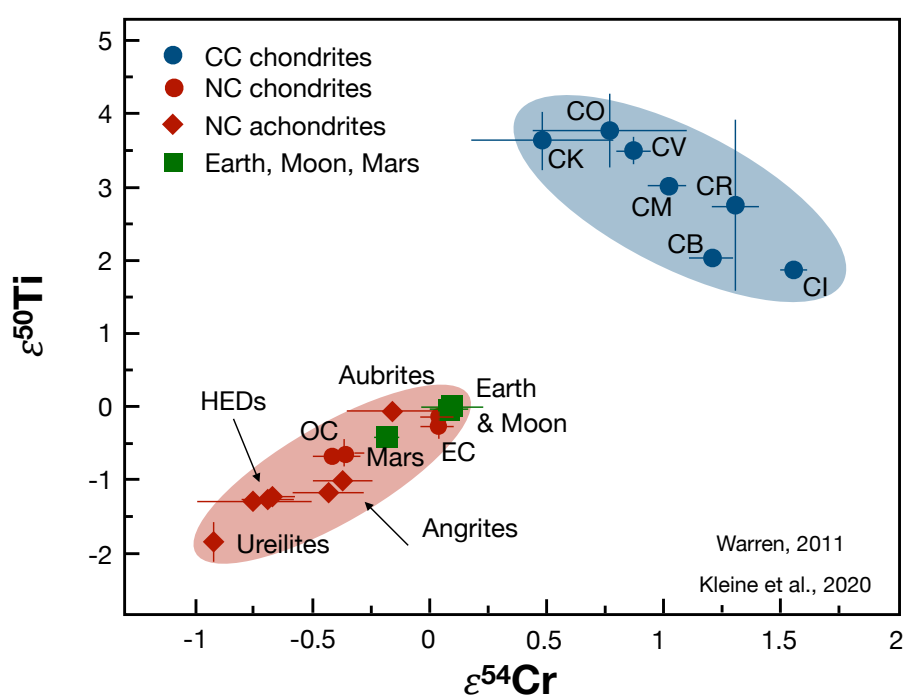 5
4
3
2
1
0
-1
-2
ε50Ti
CC chondrites
NC chondrites
NC achondrites
Earth, Moon, Mars
CO
CK
CV
CM
CR
CB
CI
Aubrites
Earth
& Moon
HEDs
OC
Mars
EC
Ureilites
Angrites
Warren, 2011
Kleine et al., 2020
-1
-0.5
0
0.5
1
1.5
2
ε54Cr